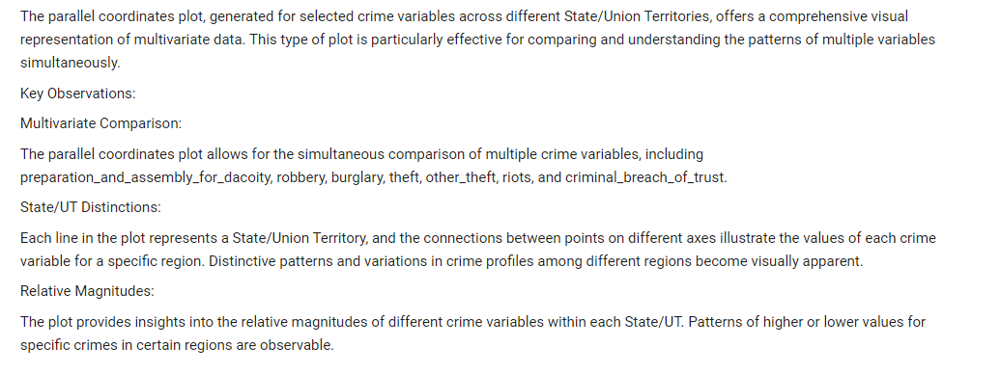 The parallel coordinates plot, generated for selected crime variables across different State/Union Territories, offers a comprehensive visual
representation of multivariate data. This type of plot is particularly effective for comparing and understanding the patterns of multiple variables
simultaneously.
Key Observations:
Multivariate Comparison:
The parallel coordinates plot allows for the simultaneous comparison of multiple crime variables, including
preparation_and_assembly_for_dacoity, robbery, burglary, theft, other_theft, riots, and criminal_breach_of_trust.
State/UT Distinctions:
Each line in the plot represents a State/Union Territory, and the connections between points on different axes illustrate the values of each crime
variable for a specific region. Distinctive patterns and variations in crime profiles among different regions become visually apparent.
Relative Magnitudes:
The plot provides insights into the relative magnitudes of different crime variables within each State/UT. Patterns of higher or lower values for
specific crimes in certain regions are observable.